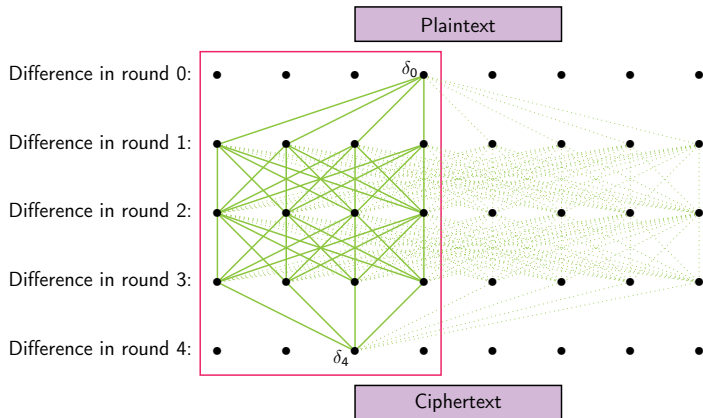 Plaintext
Difference in round 0:
δ₀
Difference in round 1:
Difference in round 2:
Difference in round 3:
Difference in round 4:
δ₄
Ciphertext